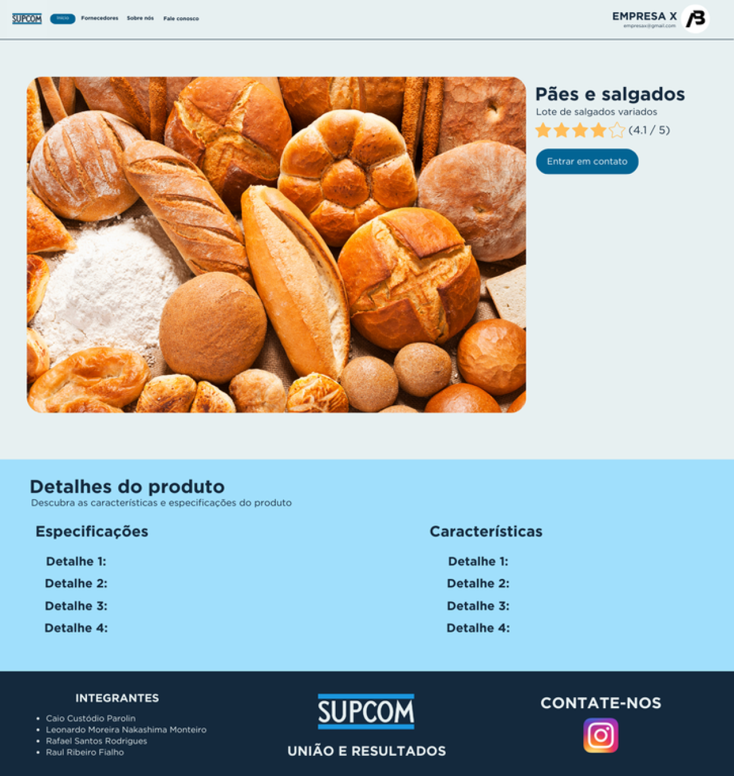 SUPCOM
Início
Fornecedores
Sobre nós
Fale conosco
EMPRESA X
empresax@gmail.com
Pães e salgados
Lote de salgados variados
(4.1 / 5)
Entrar em contato
Detalhes do produto
Descubra as características e especificações do produto
Especificações
Detalhe 1:
Detalhe 2:
Detalhe 3:
Detalhe 4:
Características
Detalhe 1:
Detalhe 2:
Detalhe 3:
Detalhe 4:
INTEGRANTES
Caio Custódio Parolin
Leonardo Moreira Nakashima Monteiro
Rafael Santos Rodrigues
Raul Ribeiro Fialho
SUPCOM
UNIÃO E RESULTADOS
CONTATE-NOS